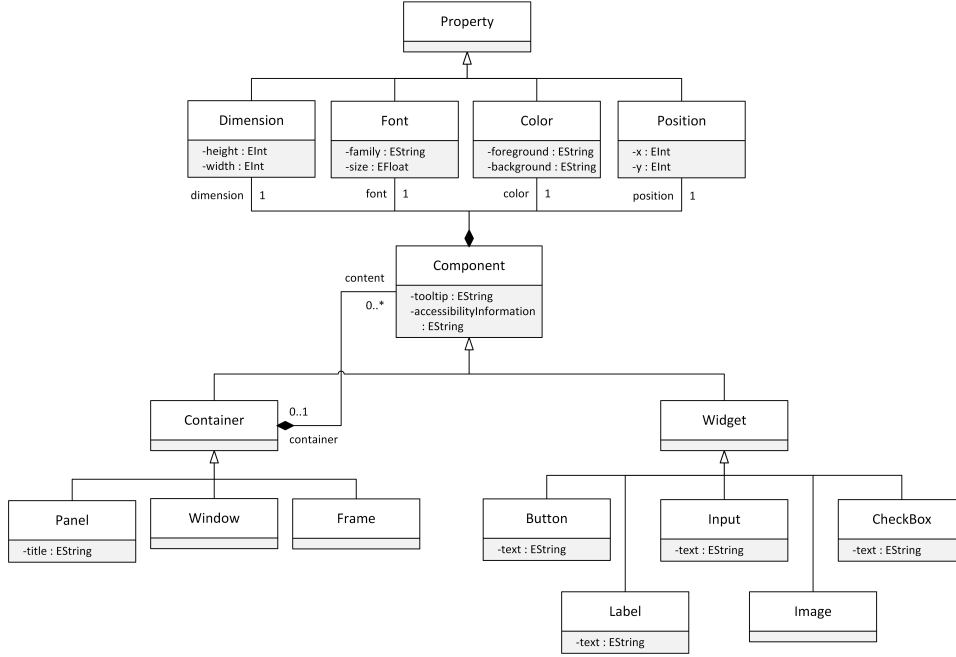 Property
Dimension
-height : EInt
-width : EInt
Font
-family : EString
-size : EFloat
Color
-foreground : EString
-background : EString
Position
-x : EInt
-y : EInt
dimension 1
font 1
color 1
position 1
Component
-tooltip : EString
-accessibilityInformation
: EString
content
0..*
Container
0..1
container
Widget
Panel
-title : EString
Window
Frame
Button
-text : EString
Input
-text : EString
CheckBox
-text : EString
Label
-text : EString
Image